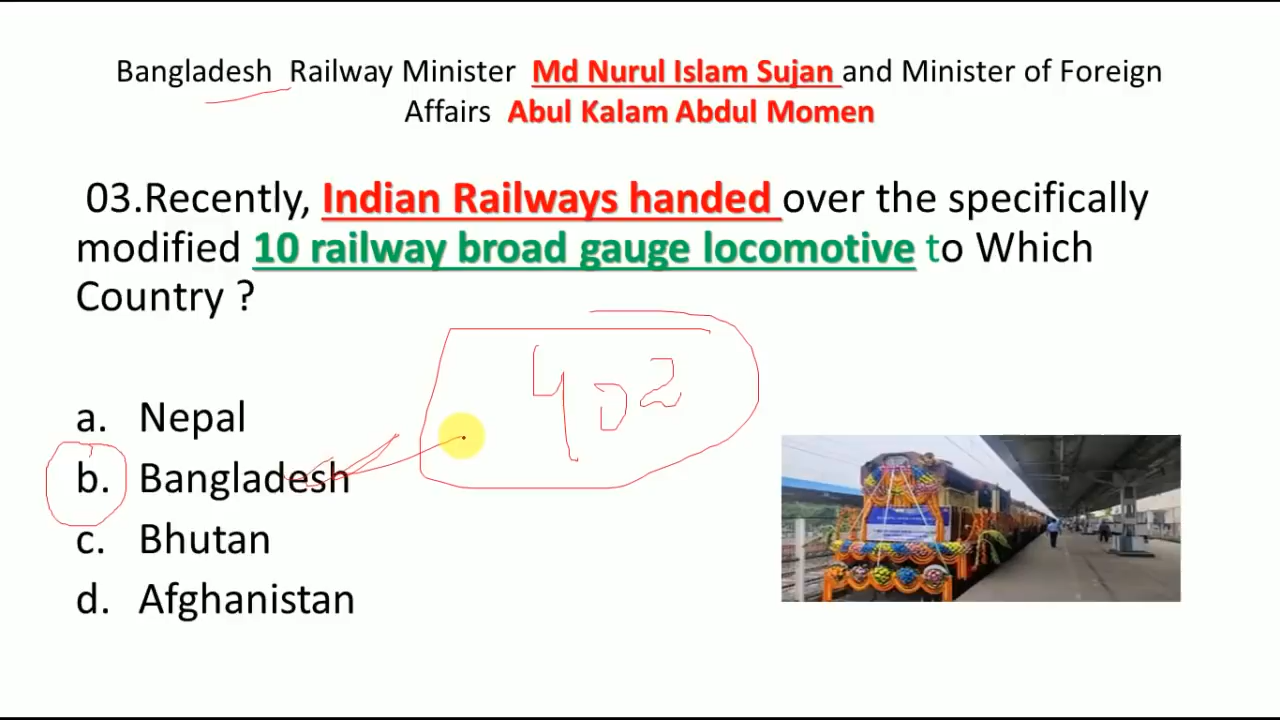 Bangladesh Railway Minister Md Nurul Islam Sujan and Minister of Foreign
Affairs Abul Kalam Abdul Momen
03.Recently, Indian Railways handed over the specifically
modified 10 railway broad gauge locomotive to Which
Country ?
402
a. Nepal
b. Bangladesh
c. Bhutan
d. Afghanistan